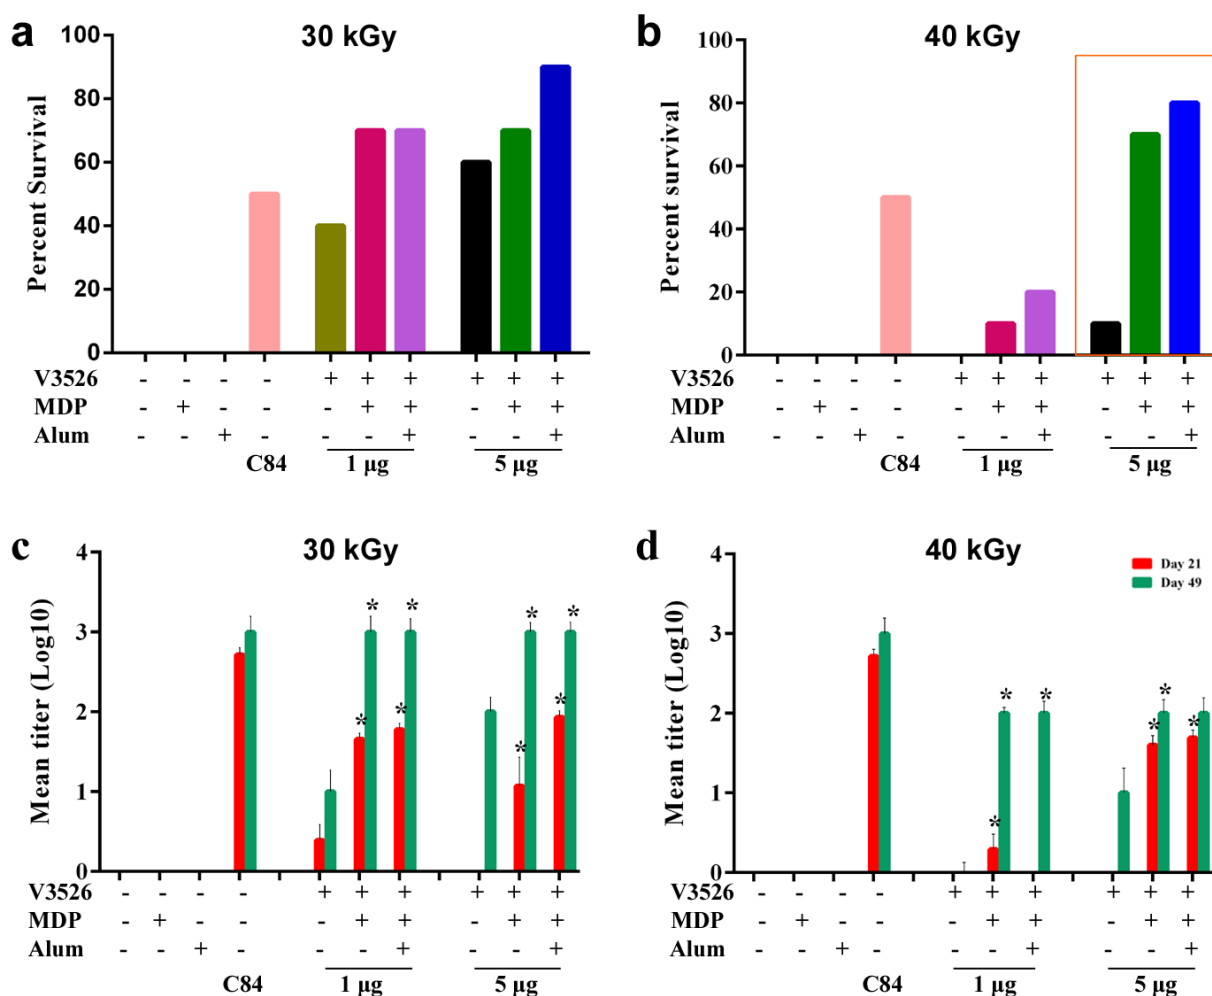 a
30 kGy
Percent Survival
100
80
60
40
20
0
V3526 - - - - + + + + + +
MDP - + - - - + + - + +
Alum - - + - - - + - - +
C84 1 µg 5 µg
b
40 kGy
Percent survival
100
80
60
40
20
0
V3526 - - - - + + + + + +
MDP - + - - - + + - + +
Alum - - + - - - + - - +
C84 1 µg 5 µg
c
30 kGy
Mean titer (Log10)
4
3
2
1
0
* * * *
* * * *
V3526 - - - - + + + + + +
MDP - + - - - + + - + +
Alum - - + - - - + - - +
C84 1 µg 5 µg
d
40 kGy
Day 21
Day 49
Mean titer (Log10)
4
3
2
1
0
* * *
* * *
V3526 - - - - + + + + + +
MDP - + - - - + + - + +
Alum - - + - - - + - - +
C84 1 µg 5 µg